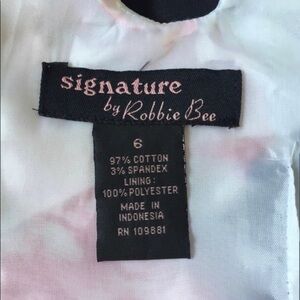 signature
by Robbie Bee
6
97% COTTON
3% SPANDEX
LINING:
100% POLYESTER
MADE IN
INDONESIA
RN 109881